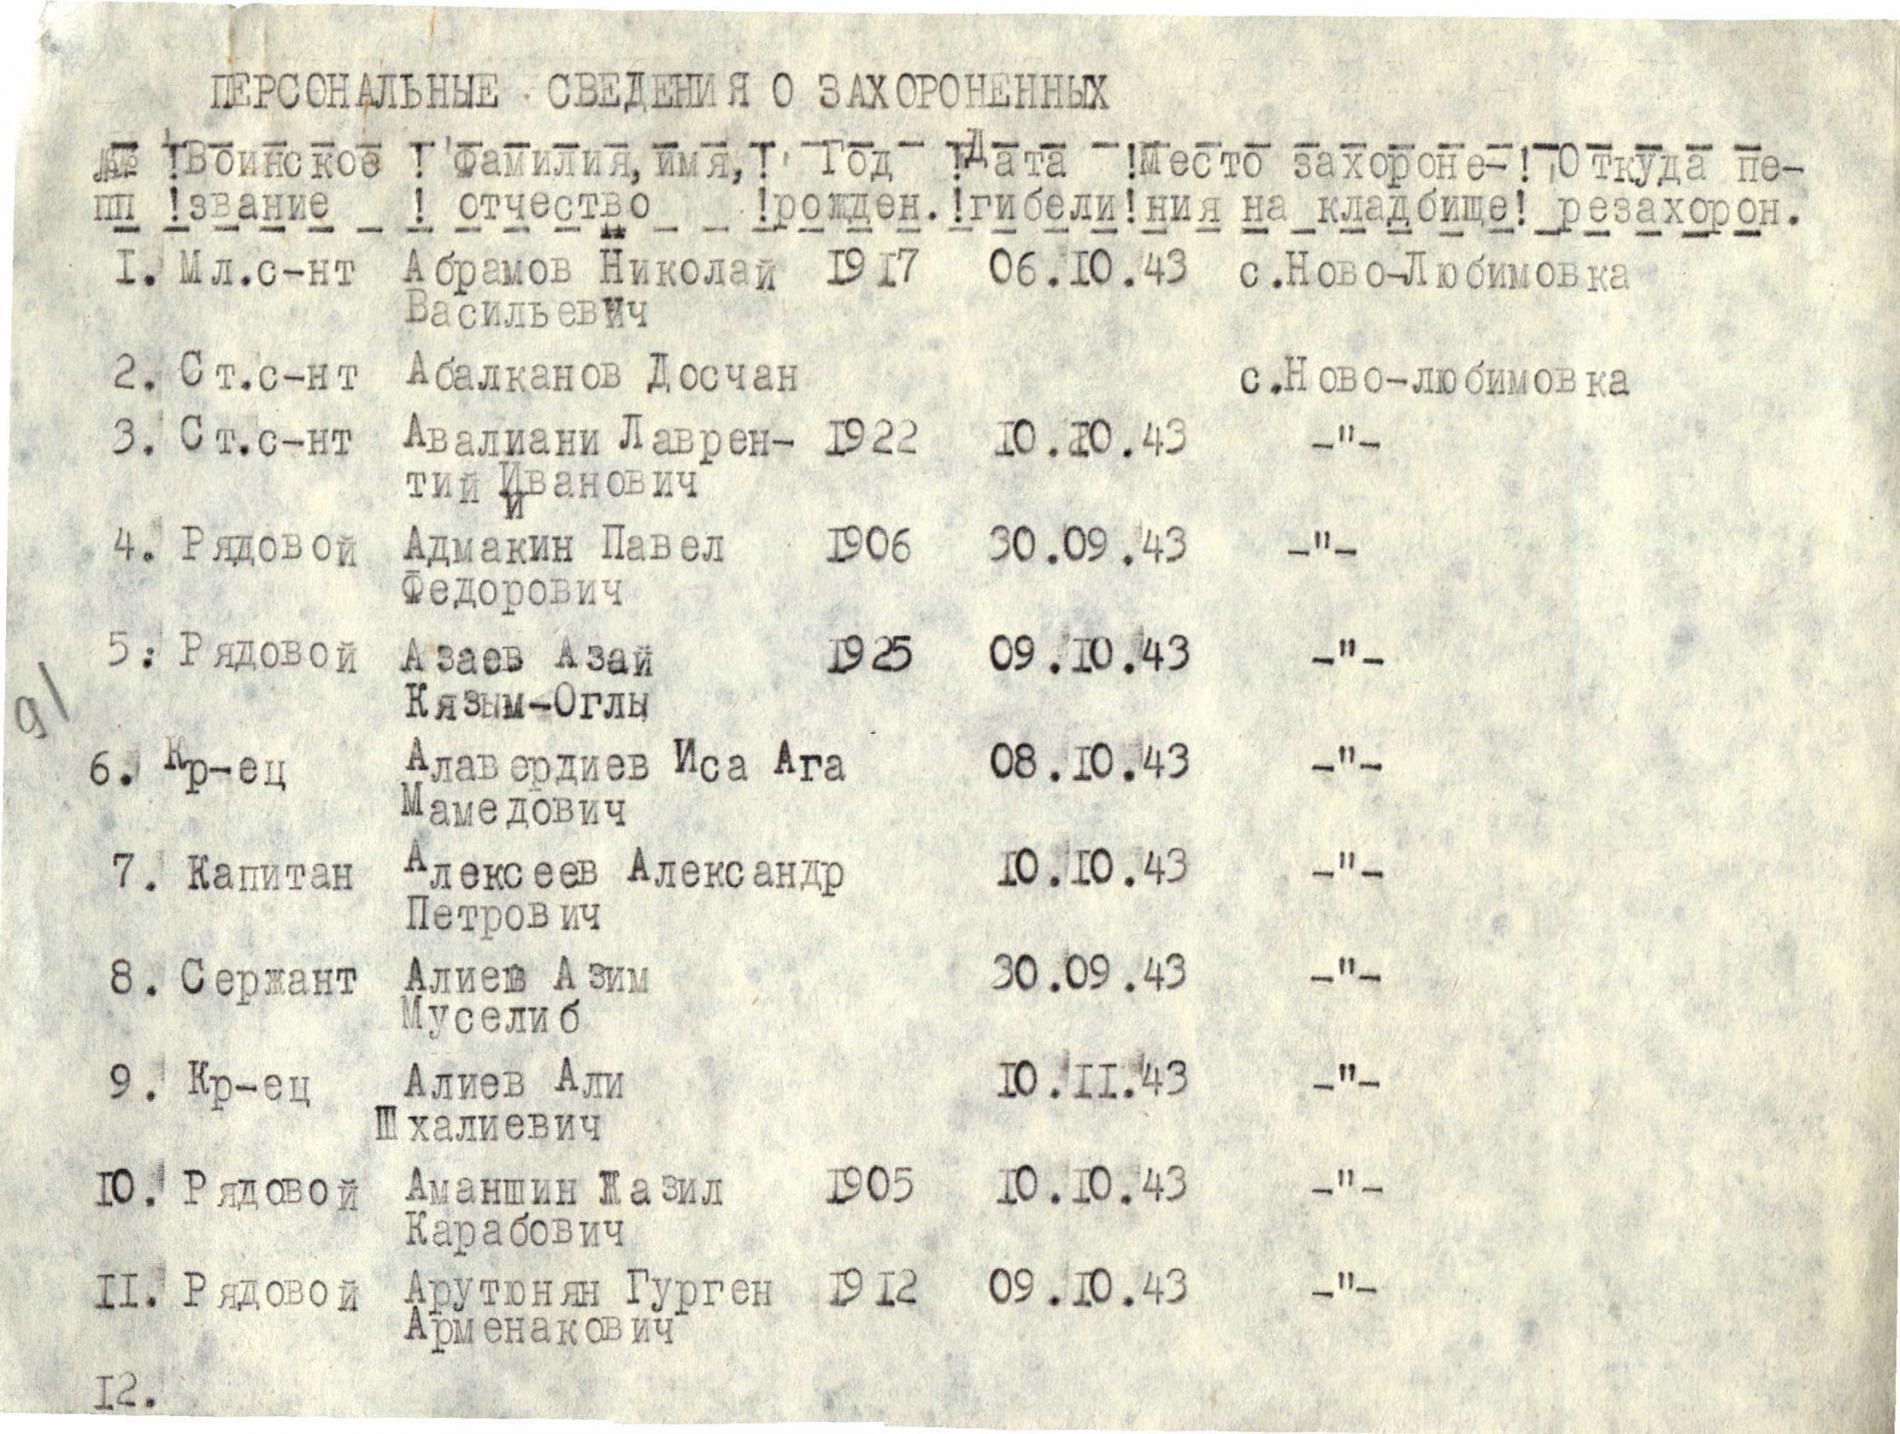 ПЕРСОНАЛЬНЫЕ СВЕДЕНИЯ О ЗАХОРОНЕННЫХ
№№ !Воинское ! Фамилия, имя, ! Год !Дата !Место захороне-! Откуда пе-
пп !звание ! отчество !рожден.!гибели!ния на кладбище! резахорон.
1. Мл.с-нт Абрамов Николай 1917 06.10.43 с.Ново-Любимовка
Васильевич
2. Ст.с-нт Абалканов Досчан с.Ново-любимовка
3. Ст.с-нт Авалиани Лаврен- 1922 10.10.43 -"-
тий Иванович
4. Рядовой Адмакин Павел 1906 30.09.43 -"-
Федорович
5. Рядовой Азаев Азай 1925 09.10.43 -"-
Кязым-Оглы
6. Кр-ец Алавердиев Иса Ага 08.10.43 -"-
Мамедович
7. Капитан Алексеев Александр 10.10.43 -"-
Петрович
8. Сержант Алиев Азим 30.09.43 -"-
Муселиб
9. Кр-ец Алиев Али 10.11.43 -"-
Шхалиевич
10. Рядовой Аманшин Жазил 1905 10.10.43 -"-
Карабович
11. Рядовой Арутюнян Гурген 1912 09.10.43 -"-
Арменакович
12.
91